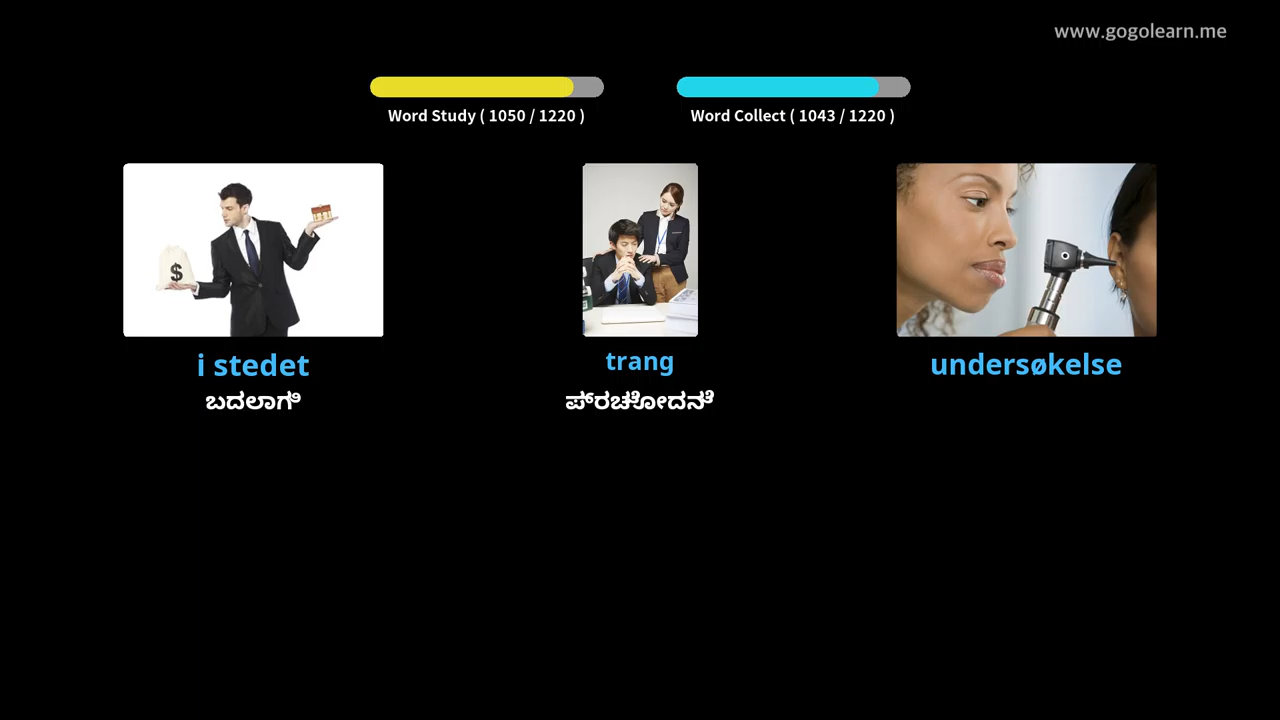 www.gogolearn.me
Word Study ( 1050 / 1220 )
Word Collect ( 1043 / 1220 )
$
i stedet
trang
undersøkelse
ಬದಲಾಗಿ
ಪ್ರಚೋದನೆ